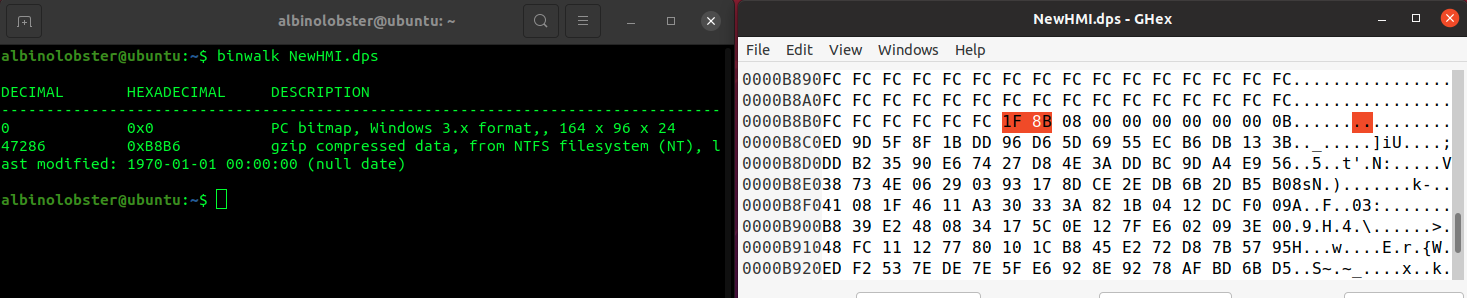 albinolobster@ubuntu: ~
albinolobster@ubuntu:~$ binwalk NewHMI.dps
DECIMAL       HEXADECIMAL     DESCRIPTION
--------------------------------------------------------------------------------
0             0x0             PC bitmap, Windows 3.x format,, 164 x 96 x 24
47286         0xB8B6          gzip compressed data, from NTFS filesystem (NT), l
ast modified: 1970-01-01 00:00:00 (null date)
albinolobster@ubuntu:~$
NewHMI.dps - GHex
File Edit View Windows Help
0000B890FC FC FC FC FC FC FC FC FC FC FC FC FC FC FC FC................
0000B8A0FC FC FC FC FC FC FC FC FC FC FC FC FC FC FC FC................
0000B8B0FC FC FC FC FC FC 1F 8B 08 00 00 00 00 00 00 0B................
0000B8C0ED 9D 5F 8F 1B DD 96 D6 5D 69 55 EC B6 DB 13 3B.._.....]iU....;
0000B8D0DD B2 35 90 E6 74 27 D8 4E 3A DD BC 9D A4 E9 56..5..t'.N:.....V
0000B8E038 73 4E 06 29 03 93 17 8D CE 2E DB 6B 2D B5 B08sN.).......k-..
0000B8F041 08 1F 46 11 A3 30 33 3A 82 1B 04 12 DC F0 09A..F..03:.......
0000B900B8 39 E2 48 08 34 17 5C 0E 12 7F E6 02 09 3E 00.9.H.4.\......>.
0000B91048 FC 11 12 77 80 10 1C B8 45 E2 72 D8 7B 57 95H...w....E.r.{W.
0000B920ED F2 53 7E DE 7E 5F E6 92 8E 92 78 AF BD 6B D5..S~.~_....x..k.